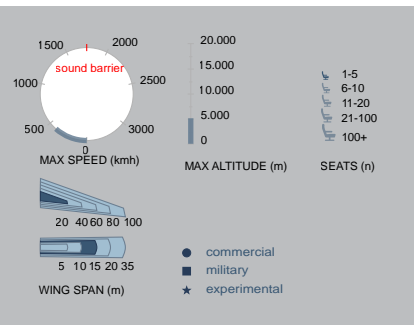 1500
2000
sound barrier
1000
2500
500
3000
0
MAX SPEED (kmh)
20.000
15.000
10.000
5.000
0
MAX ALTITUDE (m)
1-5
6-10
11-20
21-100
100+
SEATS (n)
20 40 60 80 100
5 10 15 20 35
WING SPAN (m)
commercial
military
experimental